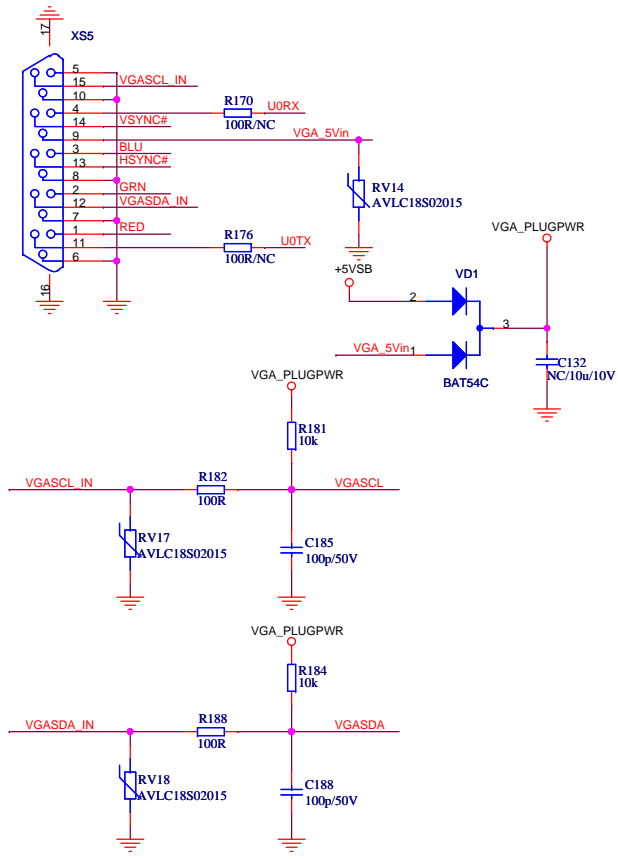 17
XS5
5
15 VGASCL_IN
10
4 R170 U0RX
100R/NC
14 VSYNC#
9 VGA_5Vin
3 BLU
13 HSYNC#
8
2 GRN
12 VGASDA_IN
7
1 RED
11 R176 U0TX
100R/NC
6
16
RV14
AVLC18S02015
VGA_PLUGPWR
+5VSB
VD1
2
3
VGA_5Vin 1
BAT54C
C132
NC/10u/10V
VGA_PLUGPWR
R181
10k
VGASCL_IN
R182
100R
VGASCL
RV17
AVLC18S02015
C185
100p/50V
VGA_PLUGPWR
R184
10k
VGASDA_IN
R188
100R
VGASDA
RV18
AVLC18S02015
C188
100p/50V